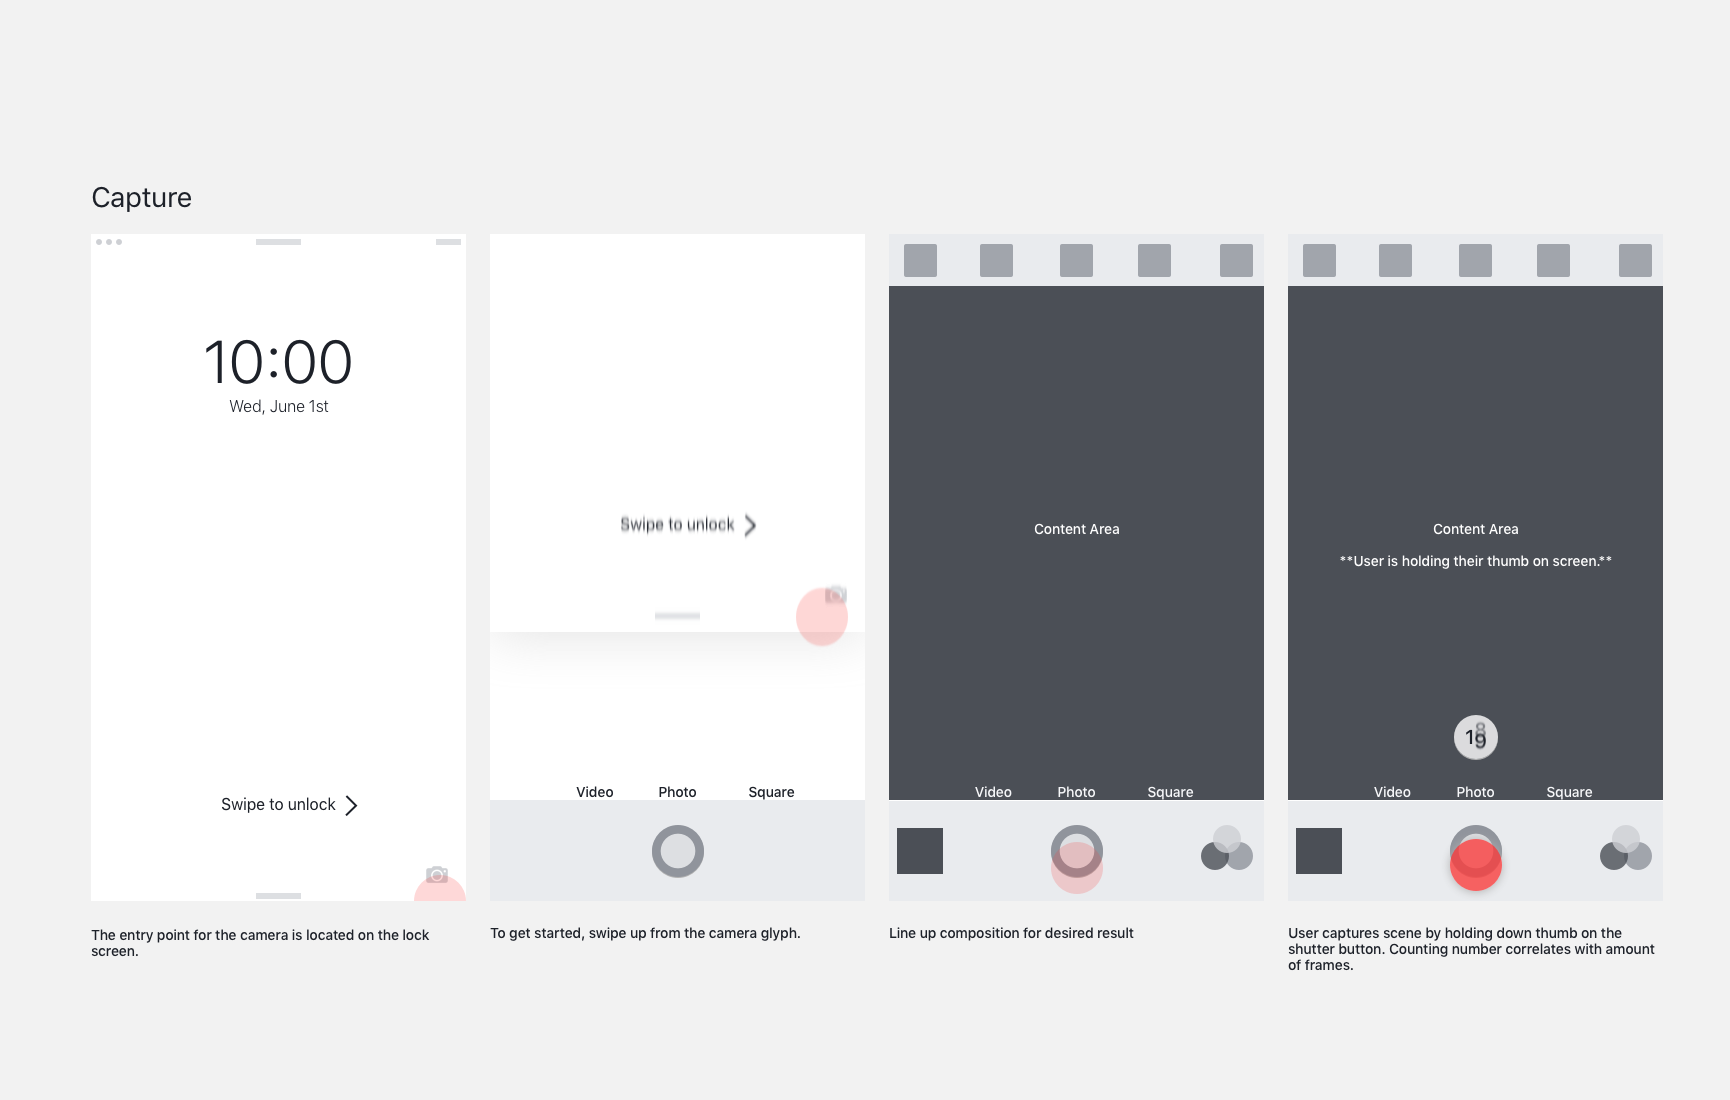 Capture
10:00
Wed, June 1st
Swipe to unlock
The entry point for the camera is located on the lock
screen.
Swipe to unlock
Video Photo Square
To get started, swipe up from the camera glyph.
Content Area
Video Photo Square
Line up composition for desired result
Content Area
**User is holding their thumb on screen.**
19
Video Photo Square
User captures scene by holding down thumb on the
shutter button. Counting number correlates with amount
of frames.